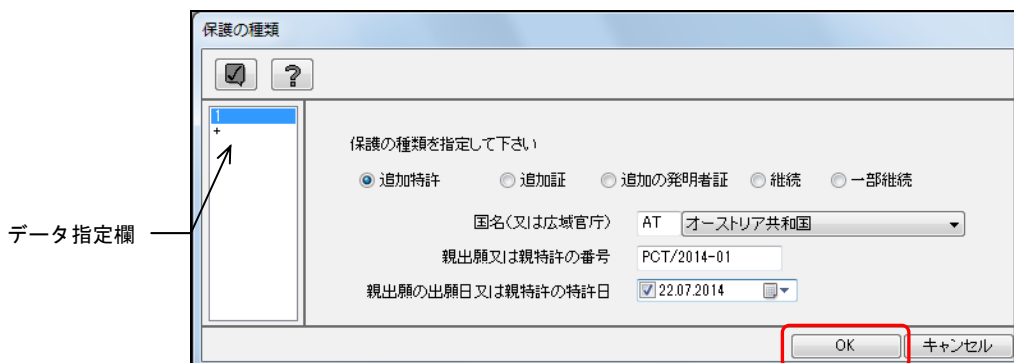 保護の種類
1
+
保護の種類を指定して下さい
追加特許 追加証 追加の発明者証 継続 一部継続
データ指定欄
国名(又は広域官庁) AT オーストリア共和国
親出願又は親特許の番号 PCT/2014-01
親出願の出願日又は親特許の特許日 22.07.2014
OK キャンセル